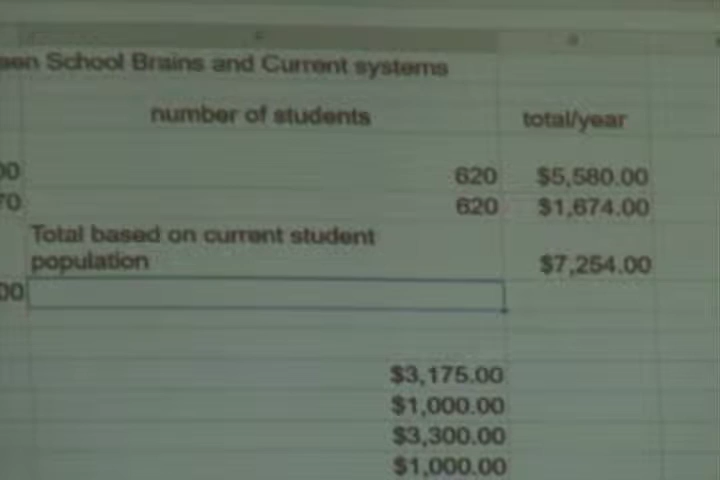 School Brains and Current systems
number of students total/year
00 620 $5,580.00
70 620 $1,674.00
Total based on current student
population $7,254.00
00
$3,175.00
$1,000.00
$3,300.00
$1,000.00